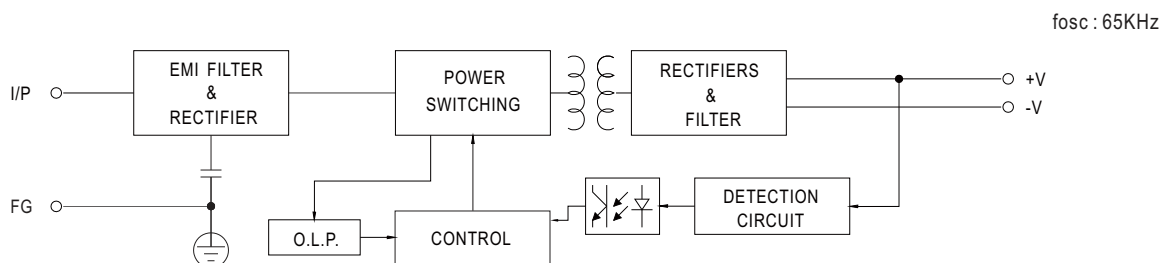 fosc : 65KHz
I/P
EMI FILTER
&
RECTIFIER
POWER
SWITCHING
RECTIFIERS
&
FILTER
+V
-V
FG
O.L.P.
CONTROL
DETECTION
CIRCUIT